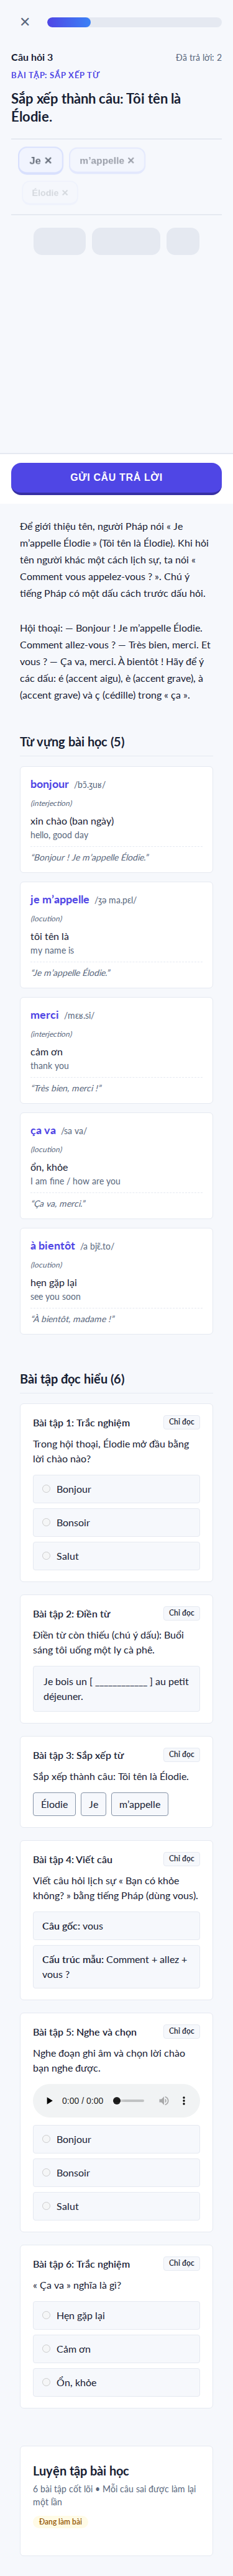 ✕
Câu hỏi 3 Đã trả lời: 2
BÀI TẬP: SẮP XẾP TỪ
Sắp xếp thành câu: Tôi tên là
Élodie.
Je ✕ m’appelle ✕
Élodie ✕
GỬI CÂU TRẢ LỜI
Để giới thiệu tên, người Pháp nói « Je
m’appelle Élodie » (Tôi tên là Élodie). Khi hỏi
tên người khác một cách lịch sự, ta nói «
Comment vous appelez-vous ? ». Chú ý
tiếng Pháp có một dấu cách trước dấu hỏi.
Hội thoại: — Bonjour ! Je m’appelle Élodie.
Comment allez-vous ? — Très bien, merci. Et
vous ? — Ça va, merci. À bientôt ! Hãy để ý
các dấu: é (accent aigu), è (accent grave), à
(accent grave) và ç (cédille) trong « ça ».
Từ vựng bài học (5)
bonjour /bɔ̃.ʒuʁ/
(interjection)
xin chào (ban ngày)
hello, good day
“Bonjour ! Je m’appelle Élodie.”
je m’appelle /ʒə ma.pɛl/
(locution)
tôi tên là
my name is
“Je m’appelle Élodie.”
merci /mɛʁ.si/
(interjection)
cảm ơn
thank you
“Très bien, merci !”
ça va /sa va/
(locution)
ổn, khỏe
I am fine / how are you
“Ça va, merci.”
à bientôt /a bjɛ̃.to/
(locution)
hẹn gặp lại
see you soon
“À bientôt, madame !”
Bài tập đọc hiểu (6)
Bài tập 1: Trắc nghiệm Chỉ đọc
Trong hội thoại, Élodie mở đầu bằng
lời chào nào?
Bonjour
Bonsoir
Salut
Bài tập 2: Điền từ Chỉ đọc
Điền từ còn thiếu (chú ý dấu): Buổi
sáng tôi uống một ly cà phê.
Je bois un [ ____________ ] au petit
déjeuner.
Bài tập 3: Sắp xếp từ Chỉ đọc
Sắp xếp thành câu: Tôi tên là Élodie.
Élodie Je m’appelle
Bài tập 4: Viết câu Chỉ đọc
Viết câu hỏi lịch sự « Bạn có khỏe
không? » bằng tiếng Pháp (dùng vous).
Câu gốc: vous
Cấu trúc mẫu: Comment + allez +
vous ?
Bài tập 5: Nghe và chọn Chỉ đọc
Nghe đoạn ghi âm và chọn lời chào
bạn nghe được.
0:00 / 0:00
Bonjour
Bonsoir
Salut
Bài tập 6: Trắc nghiệm Chỉ đọc
« Ça va » nghĩa là gì?
Hẹn gặp lại
Cảm ơn
Ổn, khỏe
Luyện tập bài học
6 bài tập cốt lõi • Mỗi câu sai được làm lại
một lần
Đang làm bài